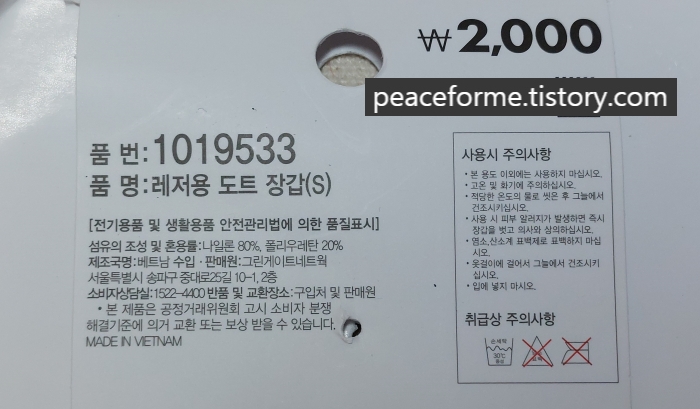 ₩2,000
peaceforme.tistory.com
품 번:1019533
품 명:레저용 도트 장갑(S)
[전기용품 및 생활용품 안전관리법에 의한 품질표시]
섬유의 조성 및 혼용률:나일론 80%, 폴리우레탄 20%
제조국명:베트남 수입·판매원:그린게이트네트웍
서울특별시 송파구 중대로25길 10-1, 2층
소비자상담실:1522-4400 반품 및 교환장소:구입처 및 판매원
• 본 제품은 공정거래위원회 고시 소비자 분쟁
해결기준에 의거 교환 또는 보상 받을 수 있습니다.
MADE IN VIETNAM
사용시 주의사항
• 본 용도 이외에는 사용하지 마십시오.
• 고온 및 화기에 주의하십시오.
• 적당한 온도의 물로 씻은 후 그늘에서
건조시키십시오.
• 사용 시 피부 알러지가 발생하면 즉시
장갑을 벗고 의사와 상의하십시오.
• 염소,산소계 표백제로 표백하지 마십
시오.
• 옷걸이에 걸어서 그늘에서 건조시키
십시오.
• 입에 넣지 마십시오.
취급상 주의사항
손세탁
30℃
중성